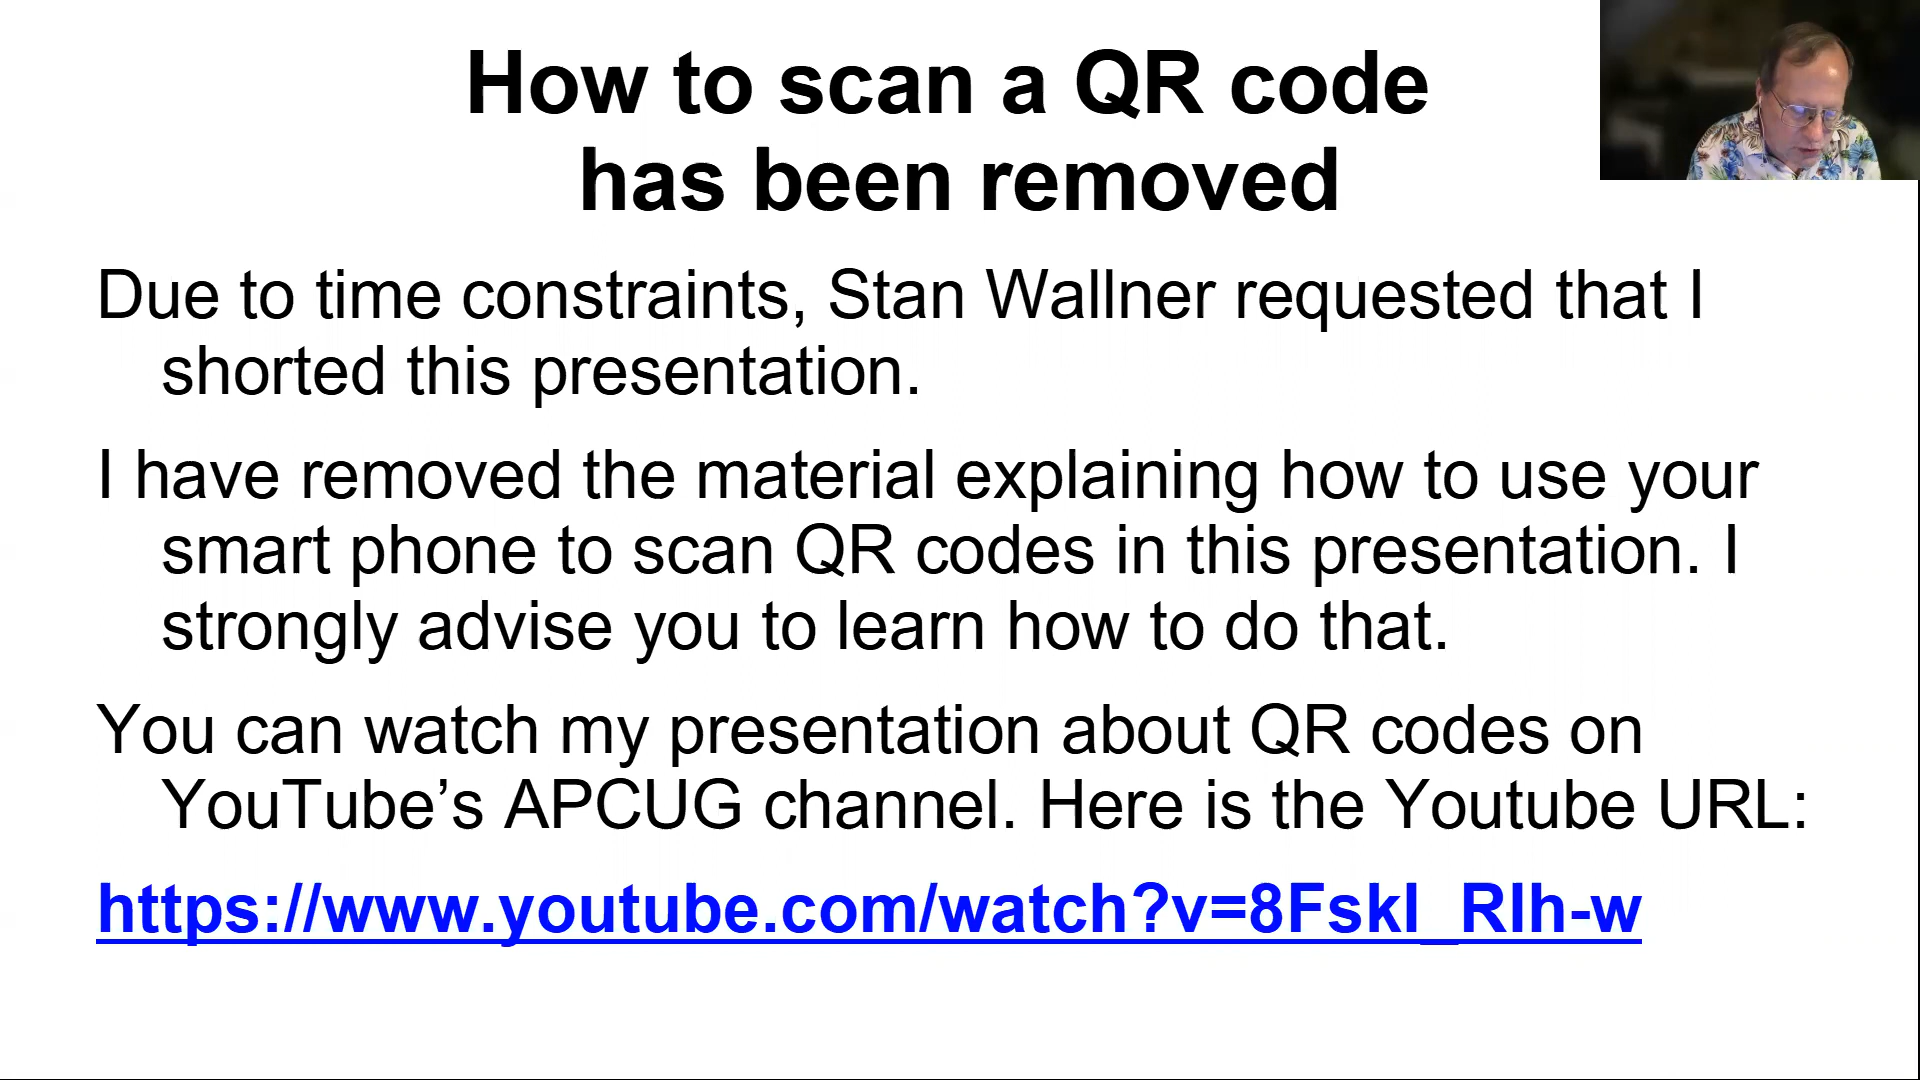 How to scan a QR code
has been removed
Due to time constraints, Stan Wallner requested that I
shorted this presentation.
I have removed the material explaining how to use your
smart phone to scan QR codes in this presentation. I
strongly advise you to learn how to do that.
You can watch my presentation about QR codes on
YouTube’s APCUG channel. Here is the Youtube URL:
https://www.youtube.com/watch?v=8Fskl_Rlh-w